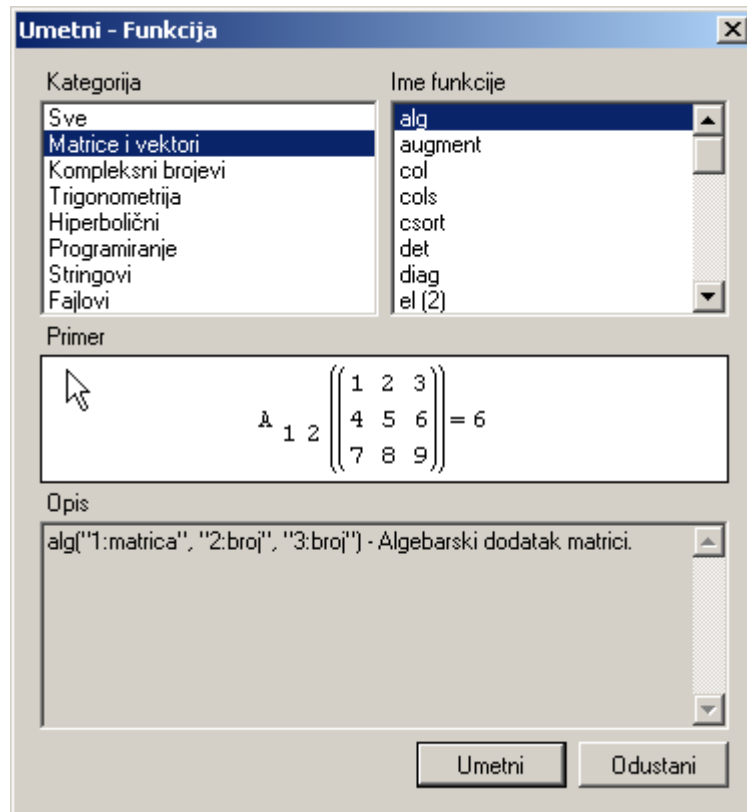 Umetni - Funkcija
Kategorija
Sve
Matrice i vektori
Kompleksni brojevi
Trigonometrija
Hiperbolični
Programiranje
Stringovi
Fajlovi
Ime funkcije
alg
augment
col
cols
csort
det
diag
el (2)
Primer
1 2 3
A 1 2 4 5 6 = 6
7 8 9
Opis
alg("1:matrica", "2:broj", "3:broj") - Algebarski dodatak matrici.
Umetni Odustani